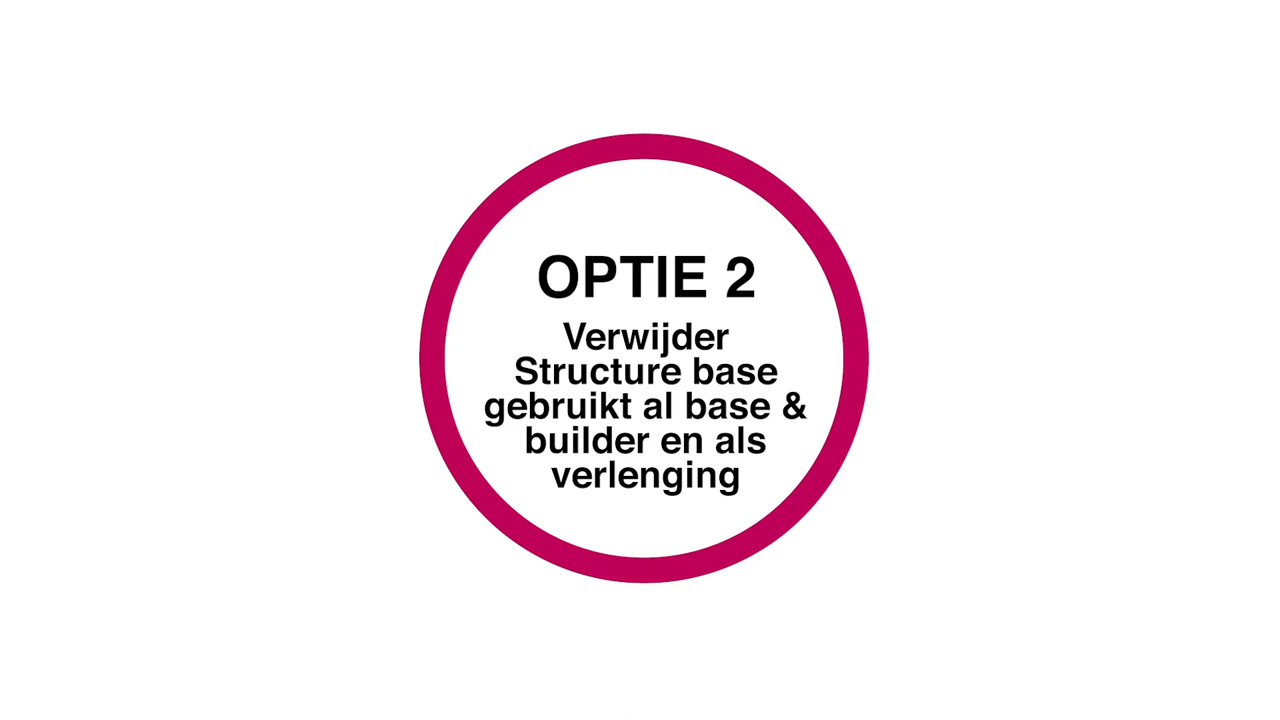 OPTIE 2
Verwijder
Structure base
gebruikt al base &
builder en als
verlenging